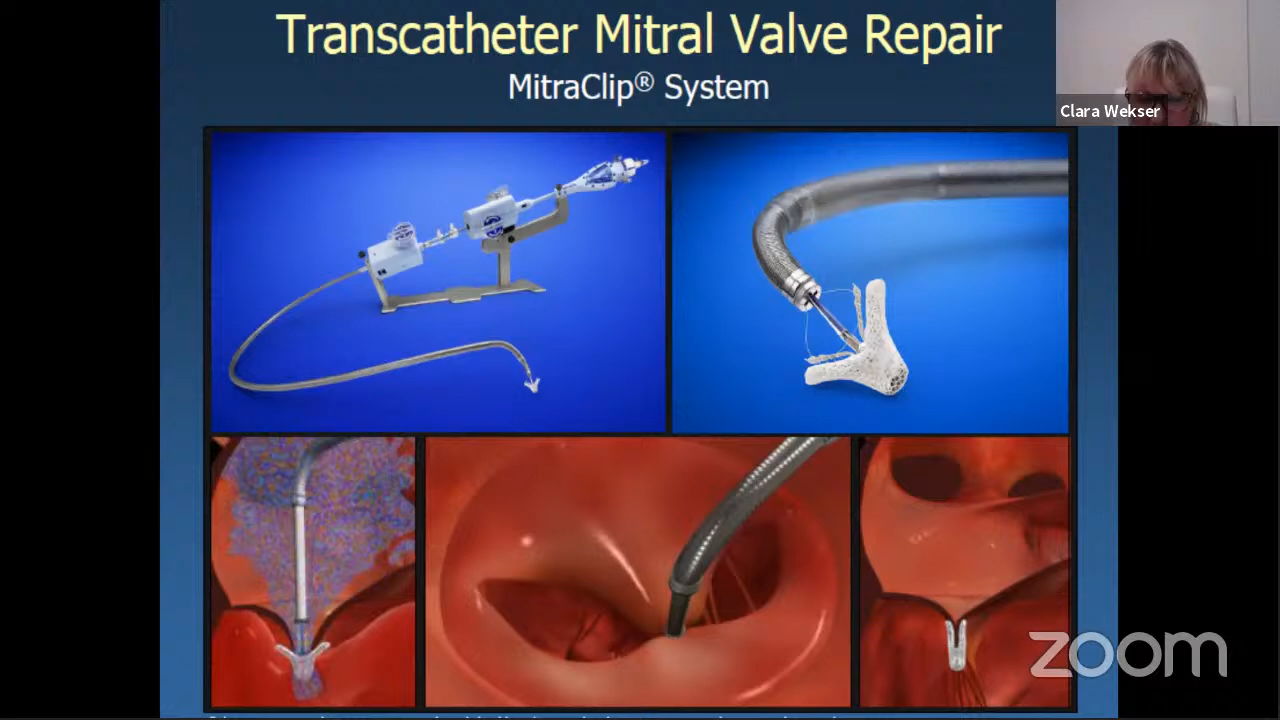 Transcatheter Mitral Valve Repair
MitraClip® System
Clara Wekser
zoom